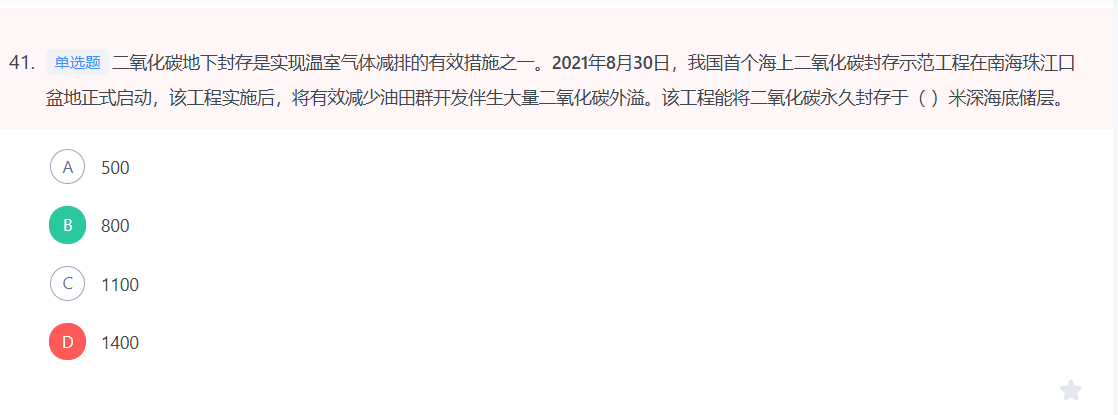 41. 单选题 二氧化碳地下封存是实现温室气体减排的有效措施之一。2021年8月30日，我国首个海上二氧化碳封存示范工程在南海珠江口
盆地正式启动，该工程实施后，将有效减少油田群开发伴生大量二氧化碳外溢。该工程能将二氧化碳永久封存于（ ）米深海底储层。
A 500
B 800
C 1100
D 1400